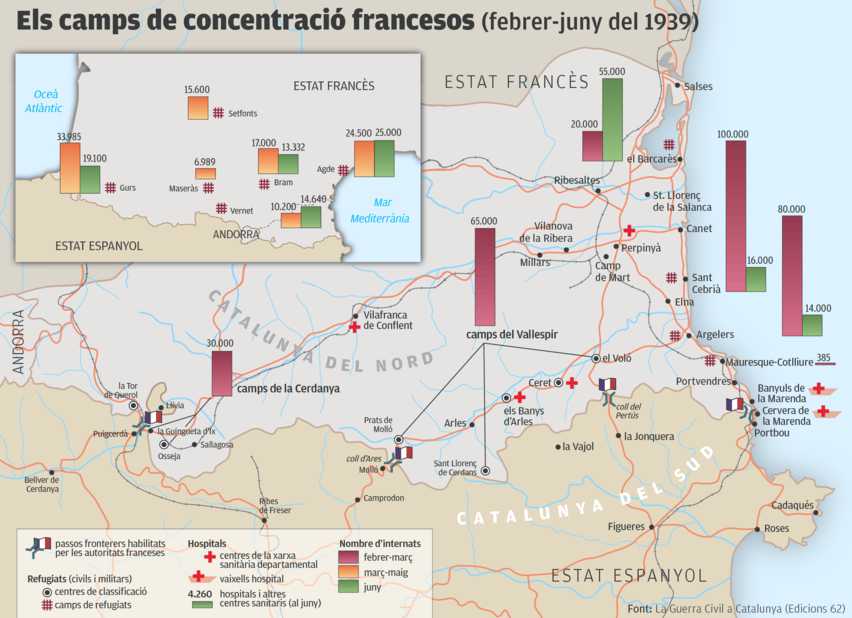 Els camps de concentració francesos (febrer-juny del 1939)
Oceà
Atlàntic
ESTAT FRANCÈS
15.600
Setfonts
33.985
19.100
Gurs
6.989
Maseràs
17.000
13.332
Bram
24.500
25.000
Agde
Vernet
10.200
14.640
Mar
Mediterrània
ANDORRA
ESTAT ESPANYOL
ESTAT FRANCÈS
20.000
55.000
Salses
el Barcarès
Ribesaltes
St. Llorenç
de la Salanca
100.000
16.000
80.000
14.000
65.000
Vilanova
de la Ribera
Millars
Perpinyà
Canet
Camp
de Mart
Sant
Cebrià
Elna
CATALUNYA DEL NORD
Vilafranca
de Conflent
camps del Vallespir
Argelers
ANDORRA
30.000
camps de la Cerdanya
el Voló
Mauresque-Cotlliure
385
Portvendres
la Tor
de Querol
Llívia
Puigcerdà
la Guingueta d'Ix
Osseja
Sallagosa
Ceret
els Banys
d'Arles
Arles
coll del
Pertús
Banyuls de
la Marenda
Cervera de
la Marenda
Portbou
Prats de
Molló
coll d'Ares
Molló
Sant Llorenç
de Cerdans
la Vajol
la Jonquera
Bellver de
Cerdanya
Ribes
de Freser
Camprodon
CATALUNYA DEL SUD
Figueres
Cadaqués
Roses
ESTAT ESPANYOL
passos fronterers habilitats
per les autoritats franceses
Refugiats (civils i militars)
centres de classificació
camps de refugiats
Hospitals
centres de la xarxa
sanitària departamental
vaixells hospital
4.260 hospitals i altres
centres sanitaris (al juny)
Nombre d'internats
febrer-març
març-maig
juny
Font: La Guerra Civil a Catalunya (Edicions 62)